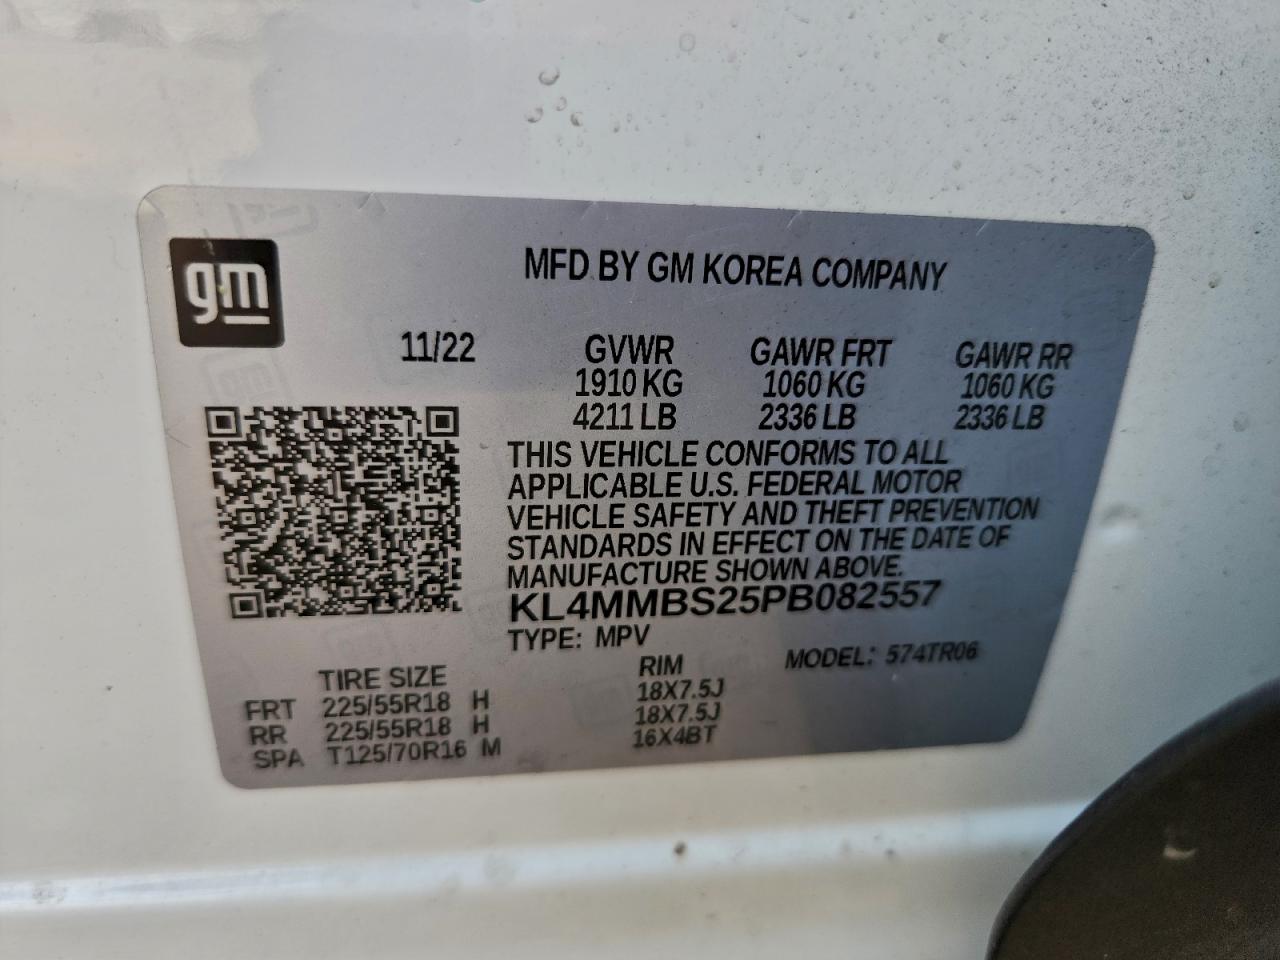 gm
MFD BY GM KOREA COMPANY
11/22 GVWR GAWR FRT GAWR RR
1910 KG 1060 KG 1060 KG
4211 LB 2336 LB 2336 LB
THIS VEHICLE CONFORMS TO ALL
APPLICABLE U.S. FEDERAL MOTOR
VEHICLE SAFETY AND THEFT PREVENTION
STANDARDS IN EFFECT ON THE DATE OF
MANUFACTURE SHOWN ABOVE.
KL4MMBS25PB082557
TYPE: MPV MODEL: 574TR06
TIRE SIZE RIM
FRT 225/55R18 H 18X7.5J
RR 225/55R18 H 18X7.5J
SPA T125/70R16 M 16X4BT